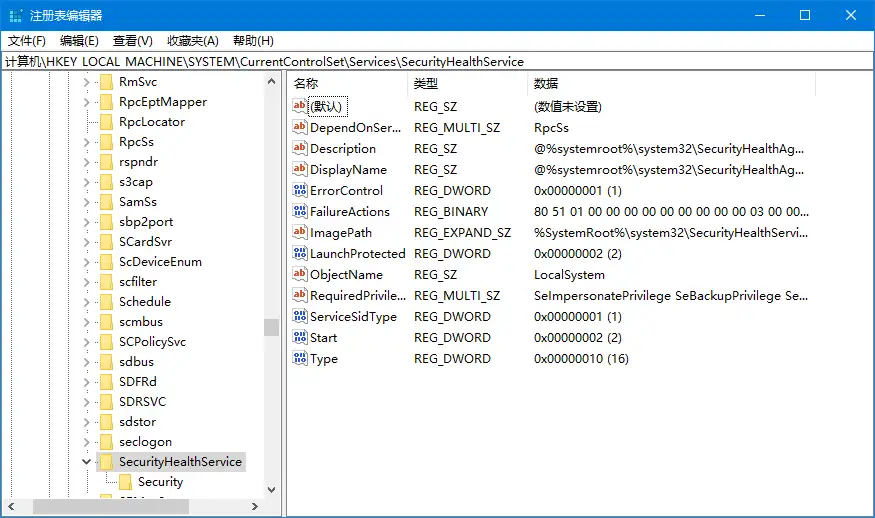 注册表编辑器
文件(F) 编辑(E) 查看(V) 收藏夹(A) 帮助(H)
计算机\HKEY_LOCAL_MACHINE\SYSTEM\CurrentControlSet\Services\SecurityHealthService
RmSvc
RpcEptMapper
RpcLocator
RpcSs
rspndr
s3cap
SamSs
sbp2port
SCardSvr
ScDeviceEnum
scfilter
Schedule
scmbus
SCPolicySvc
sdbus
SDFRd
SDRSVC
sdstor
seclogon
SecurityHealthService
Security
名称 类型 数据
(默认) REG_SZ (数值未设置)
DependOnSer... REG_MULTI_SZ RpcSs
Description REG_SZ @%systemroot%\system32\SecurityHealthAg...
DisplayName REG_SZ @%systemroot%\system32\SecurityHealthAg...
ErrorControl REG_DWORD 0x00000001 (1)
FailureActions REG_BINARY 80 51 01 00 00 00 00 00 00 00 00 00 03 00 00...
ImagePath REG_EXPAND_SZ %SystemRoot%\system32\SecurityHealthServi...
LaunchProtected REG_DWORD 0x00000002 (2)
ObjectName REG_SZ LocalSystem
RequiredPrivile... REG_MULTI_SZ SeImpersonatePrivilege SeBackupPrivilege Se...
ServiceSidType REG_DWORD 0x00000001 (1)
Start REG_DWORD 0x00000002 (2)
Type REG_DWORD 0x00000010 (16)